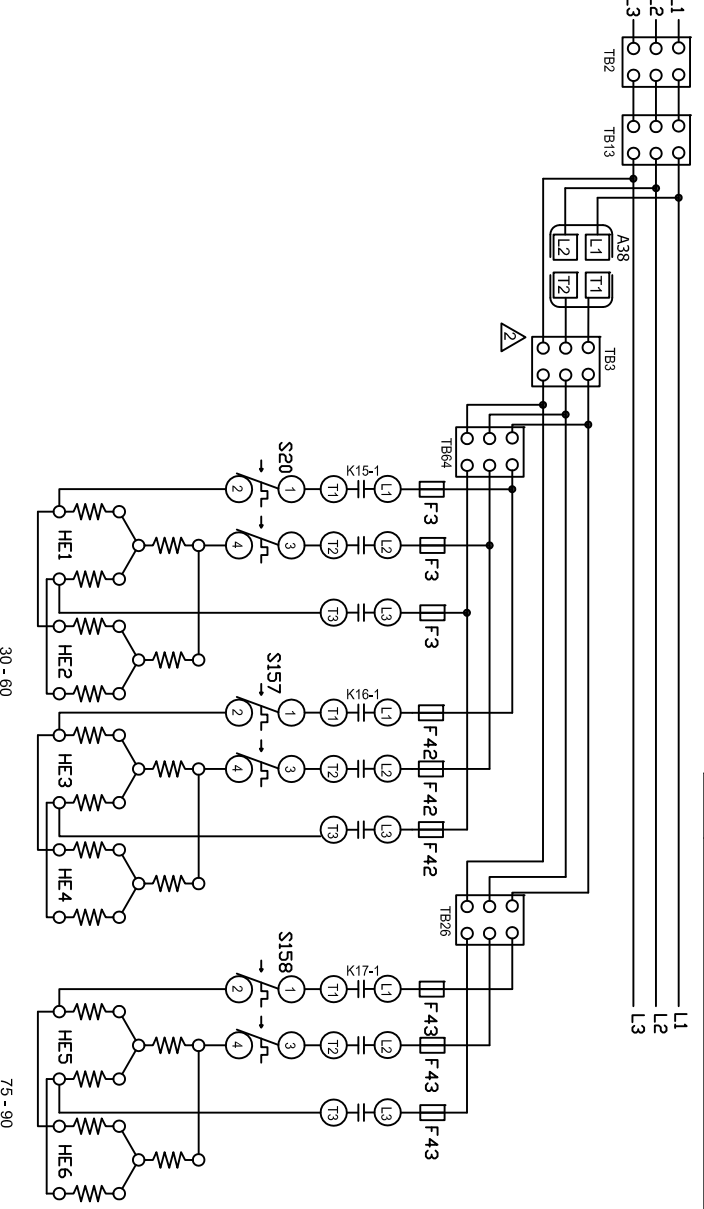 L1
L2
L3
TB2
TB13
A38
L1
L2
T1
T2
TB3
2
TB64
L1
L2
L3
S20
K15-1
2
1
T1
L1
F3
4
3
T2
L2
F3
T3
L3
F3
HE1
HE2
S157
K16-1
2
1
T1
L1
F42
4
3
T2
L2
F42
T3
L3
F42
HE3
HE4
30 - 60
TB26
S158
K17-1
2
1
T1
L1
F43
4
3
T2
L2
F43
T3
L3
F43
HE5
HE6
75 - 90